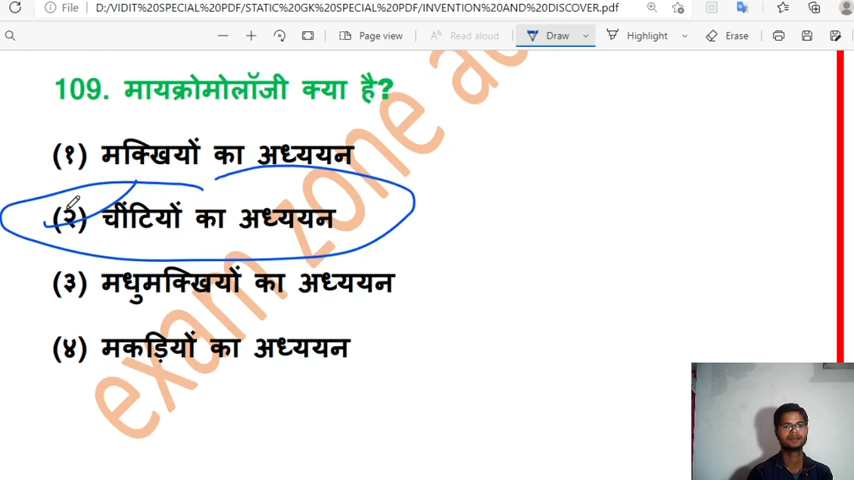 File D:/VIDIT%20SPECIAL%20PDF/STATIC%20GK%20SPECIAL%20PDF/INVENTION%20AND%20DISCOVER.pdf
Page view Read aloud Draw Highlight Erase
109. मायक्रोमोलॉजी क्या है?
(१) मक्खियों का अध्ययन
(२) चींटियों का अध्ययन
(३) मधुमक्खियों का अध्ययन
(४) मकड़ियों का अध्ययन
exam zone